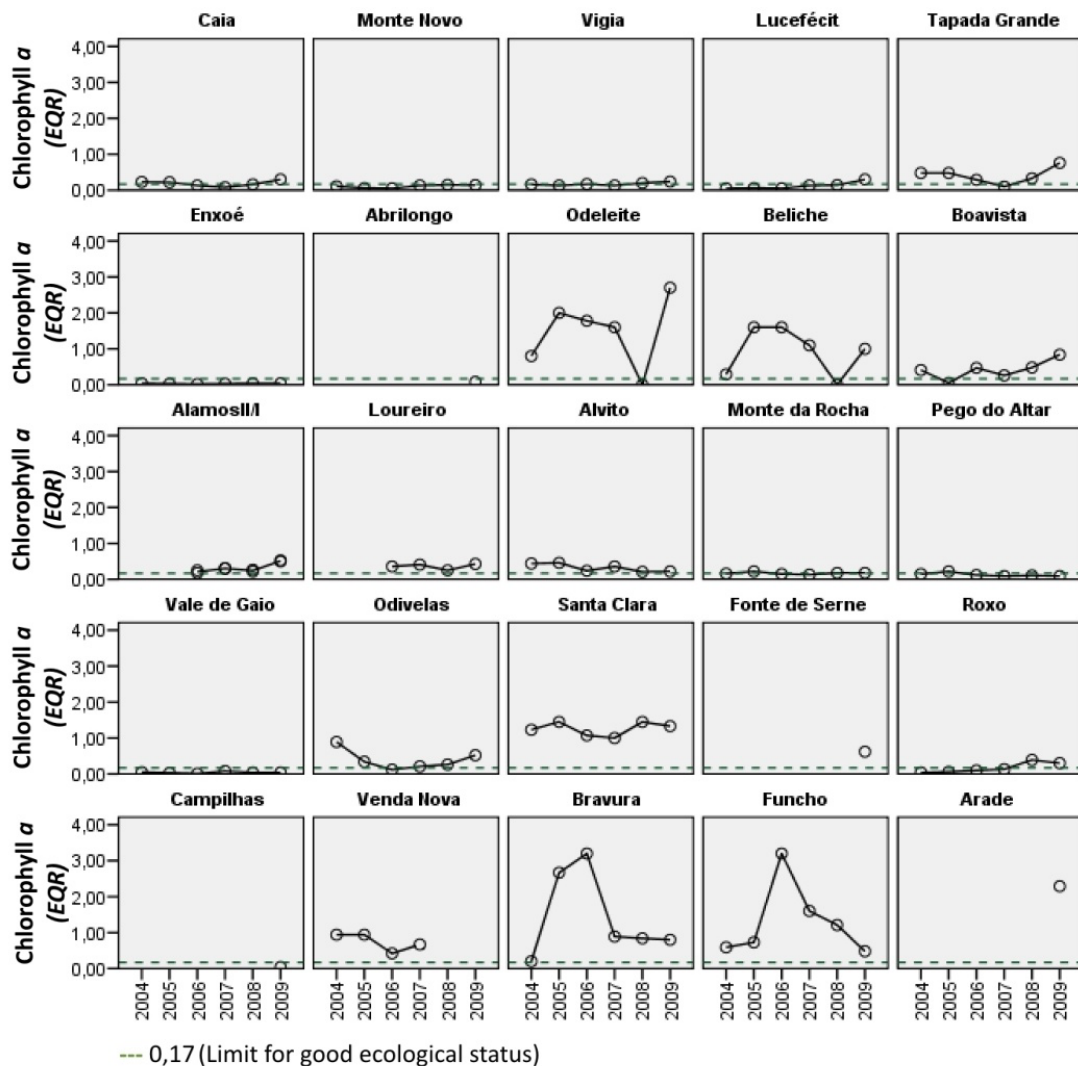 Caia Monte Novo Vigia Lucefécit Tapada Grande
Chlorophyll a
(EQR)
4,00
3,00
2,00
1,00
0,00
Enxoé Abrilongo Odeleite Beliche Boavista
Chlorophyll a
(EQR)
4,00
3,00
2,00
1,00
0,00
AlamosII/I Loureiro Alvito Monte da Rocha Pego do Altar
Chlorophyll a
(EQR)
4,00
3,00
2,00
1,00
0,00
Vale de Gaio Odivelas Santa Clara Fonte de Serne Roxo
Chlorophyll a
(EQR)
4,00
3,00
2,00
1,00
0,00
Campilhas Venda Nova Bravura Funcho Arade
Chlorophyll a
(EQR)
4,00
3,00
2,00
1,00
0,00
2004 2005 2006 2007 2008 2009 2004 2005 2006 2007 2008 2009 2004 2005 2006 2007 2008 2009 2004 2005 2006 2007 2008 2009 2004 2005 2006 2007 2008 2009
0,17 (Limit for good ecological status)